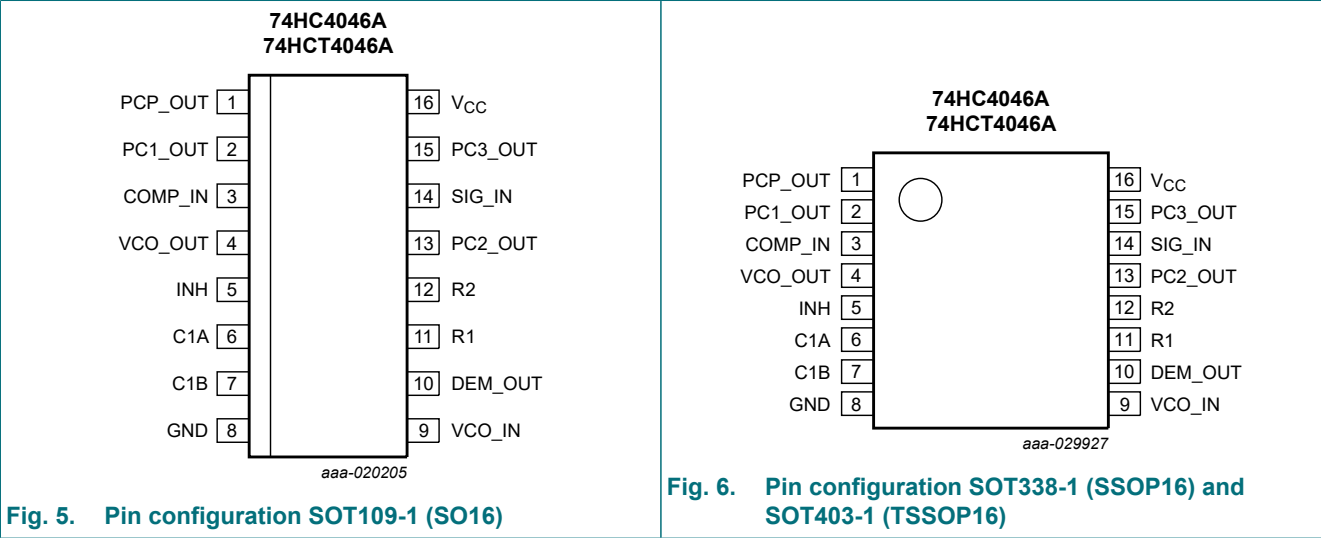 74HC4046A
74HCT4046A
PCP_OUT 1 16 VCC
PC1_OUT 2 15 PC3_OUT
COMP_IN 3 14 SIG_IN
VCO_OUT 4 13 PC2_OUT
INH 5 12 R2
C1A 6 11 R1
C1B 7 10 DEM_OUT
GND 8 9 VCO_IN
aaa-020205
Fig. 5. Pin configuration SOT109-1 (SO16)
74HC4046A
74HCT4046A
PCP_OUT 1 16 VCC
PC1_OUT 2 15 PC3_OUT
COMP_IN 3 14 SIG_IN
VCO_OUT 4 13 PC2_OUT
INH 5 12 R2
C1A 6 11 R1
C1B 7 10 DEM_OUT
GND 8 9 VCO_IN
aaa-029927
Fig. 6. Pin configuration SOT338-1 (SSOP16) and
SOT403-1 (TSSOP16)